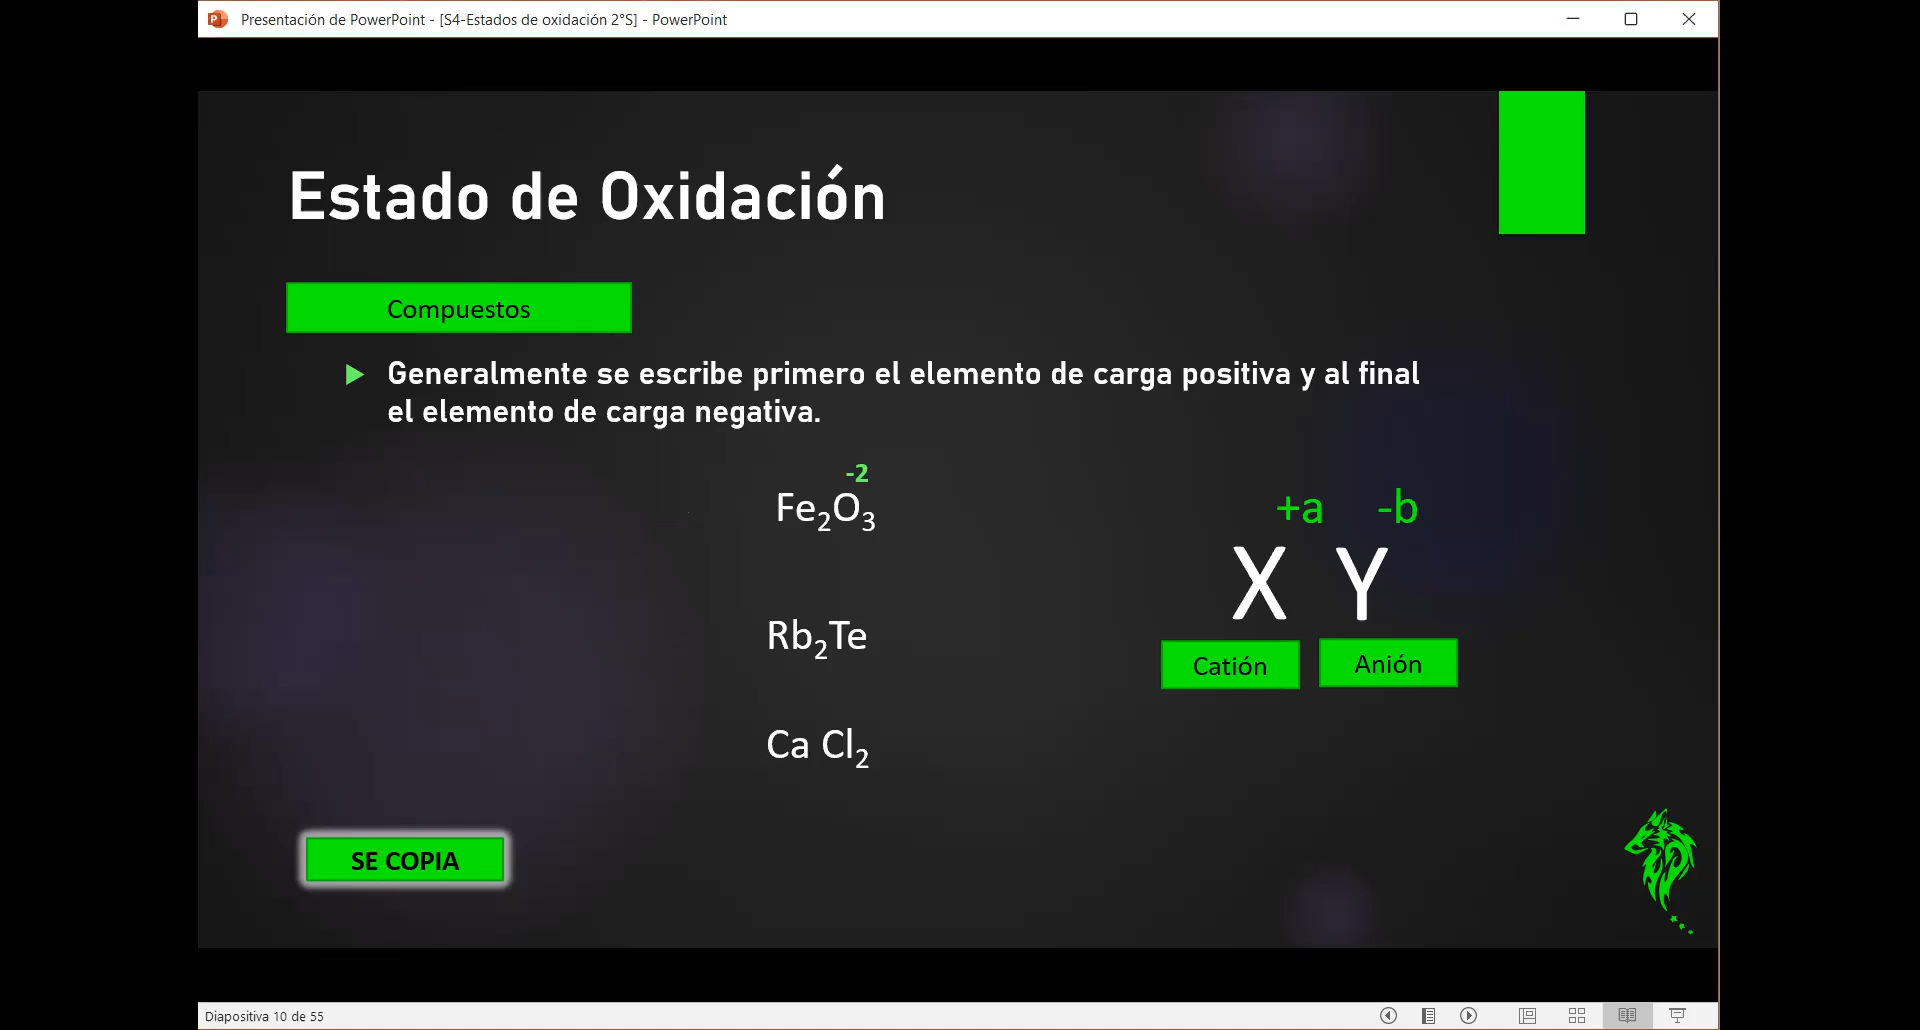 Presentación de PowerPoint - [S4-Estados de oxidación 2°S] - PowerPoint
Estado de Oxidación
Compuestos
Generalmente se escribe primero el elemento de carga positiva y al final
el elemento de carga negativa.
-2
Fe₂O₃
+a -b
X Y
Rb₂Te
Catión Anión
Ca Cl₂
SE COPIA
Diapositiva 10 de 55